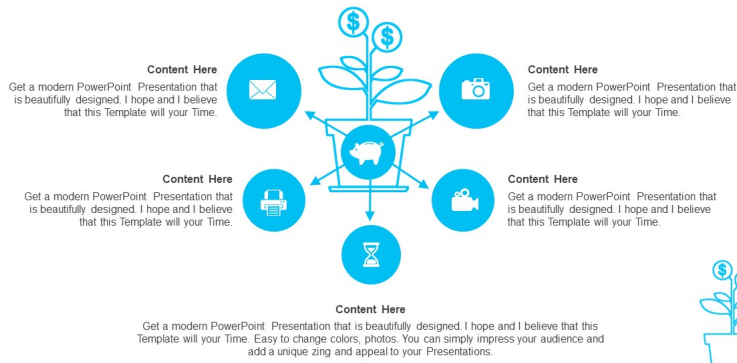 $
$
Content Here
Get a modern PowerPoint Presentation that
is beautifully designed. I hope and I believe
that this Template will your Time.
Content Here
Get a modern PowerPoint Presentation that
is beautifully designed. I hope and I believe
that this Template will your Time.
Content Here
Get a modern PowerPoint Presentation that
is beautifully designed. I hope and I believe
that this Template will your Time.
Content Here
Get a modern PowerPoint Presentation that
is beautifully designed. I hope and I believe
that this Template will your Time.
$
Content Here
Get a modern PowerPoint Presentation that is beautifully designed. I hope and I believe that this
Template will your Time. Easy to change colors, photos. You can simply impress your audience and
add a unique zing and appeal to your Presentations.